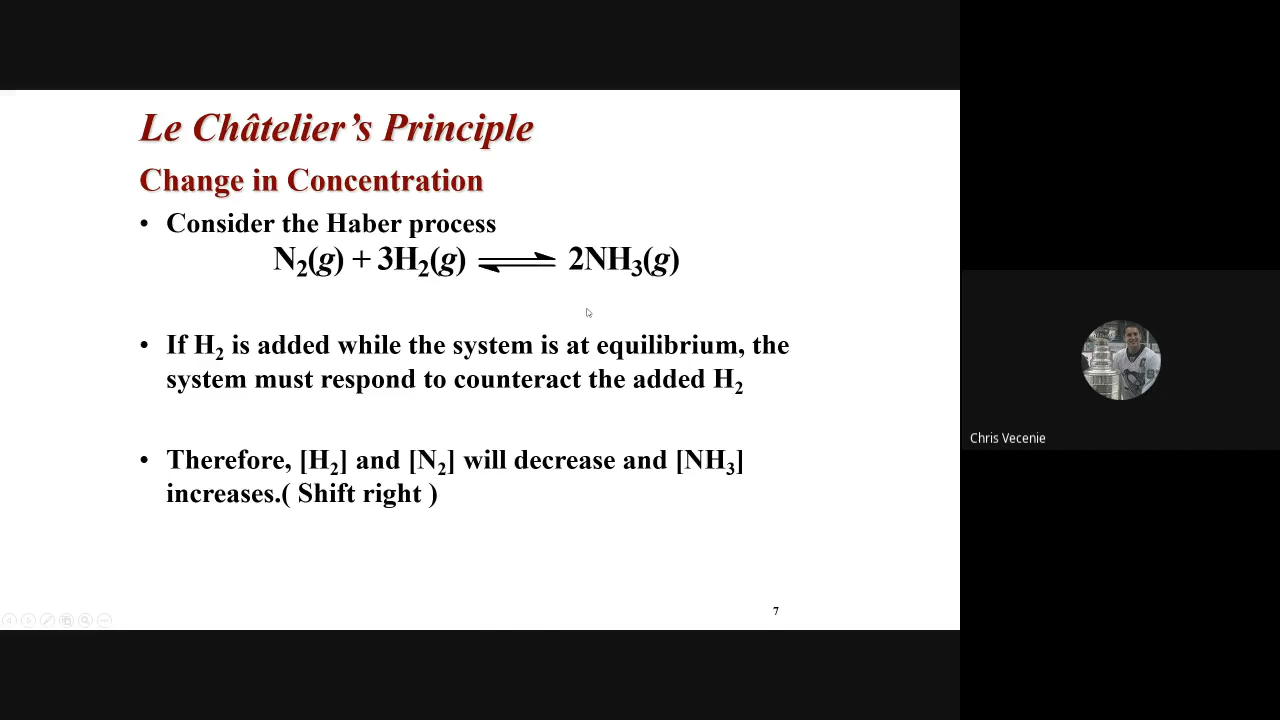 Le Châtelier’s Principle
Change in Concentration
• Consider the Haber process
N₂(g) + 3H₂(g) ⇌ 2NH₃(g)
• If H₂ is added while the system is at equilibrium, the
system must respond to counteract the added H₂
• Therefore, [H₂] and [N₂] will decrease and [NH₃]
increases.( Shift right )
7
Chris Vecenie